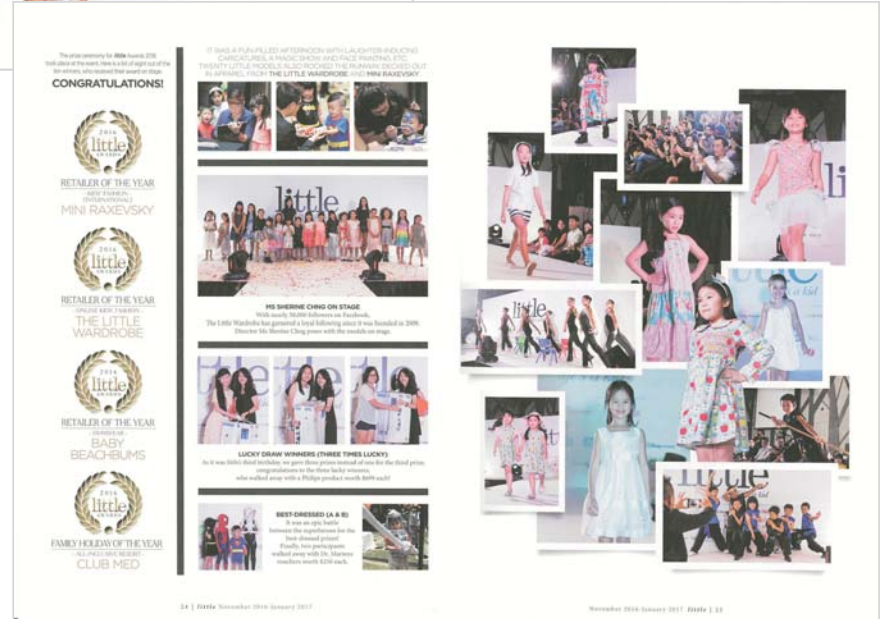 The prize ceremony for little Awards 2016
took place at the event. Here is a list of eight out of the
ten winners, who received their award on stage.
CONGRATULATIONS!
2016
little
AWARDS
RETAILER OF THE YEAR
- KIDS' FASHION -
(INTERNATIONAL)
MINI RAXEVSKY
2016
little
AWARDS
RETAILER OF THE YEAR
- ONLINE KIDS' FASHION -
THE LITTLE
WARDROBE
2016
little
AWARDS
RETAILER OF THE YEAR
- SWIMWEAR -
BABY
BEACHBUMS
2016
little
AWARDS
FAMILY HOLIDAY OF THE YEAR
- ALL-INCLUSIVE RESORT -
CLUB MED
IT WAS A FUN-FILLED AFTERNOON WITH LAUGHTER-INDUCING
CARICATURES, A MAGIC SHOW AND FACE PAINTING, ETC.
TWENTY LITTLE MODELS ALSO ROCKED THE RUNWAY, DECKED OUT
IN APPAREL FROM THE LITTLE WARDROBE AND MINI RAXEVSKY.
little
MS SHERINE CHNG ON STAGE
With nearly 50,000 followers on Facebook,
The Little Wardrobe has garnered a loyal following since it was founded in 2009.
Director Ms Sherine Chng poses with the models on stage.
LUCKY DRAW WINNERS (THREE TIMES LUCKY)
As it was little's third birthday, we gave three prizes instead of one for the third prize;
congratulations to the three lucky winners,
who walked away with a Philips product worth $699 each!
BEST-DRESSED (A & B)
It was an epic battle
between the superheroes for the
best-dressed prizes!
Finally, two participants
walked away with Dr. Martens
vouchers worth $250 each.
24 | little November 2016-January 2017
li
little
a kid
little
little
kid
November 2016-January 2017 little | 25